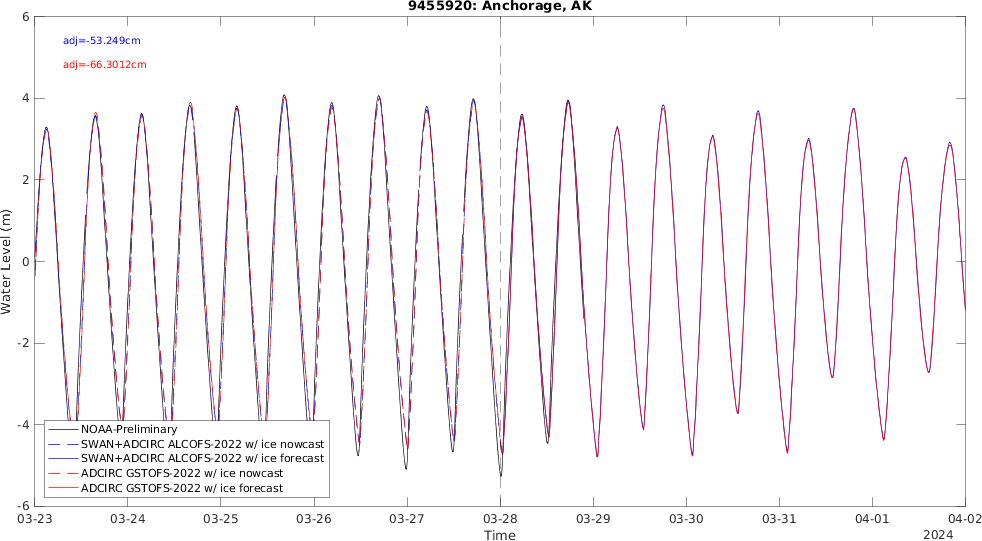 9455920: Anchorage, AK
adj=-53.249cm
adj=-66.3012cm
Water Level (m)
6
4
2
0
-2
-4
-6
NOAA-Preliminary
SWAN+ADCIRC ALCOFS-2022 w/ ice nowcast
SWAN+ADCIRC ALCOFS-2022 w/ ice forecast
ADCIRC GSTOFS-2022 w/ ice nowcast
ADCIRC GSTOFS-2022 w/ ice forecast
03-23 03-24 03-25 03-26 03-27 03-28 03-29 03-30 03-31 04-01 04-02
Time
2024